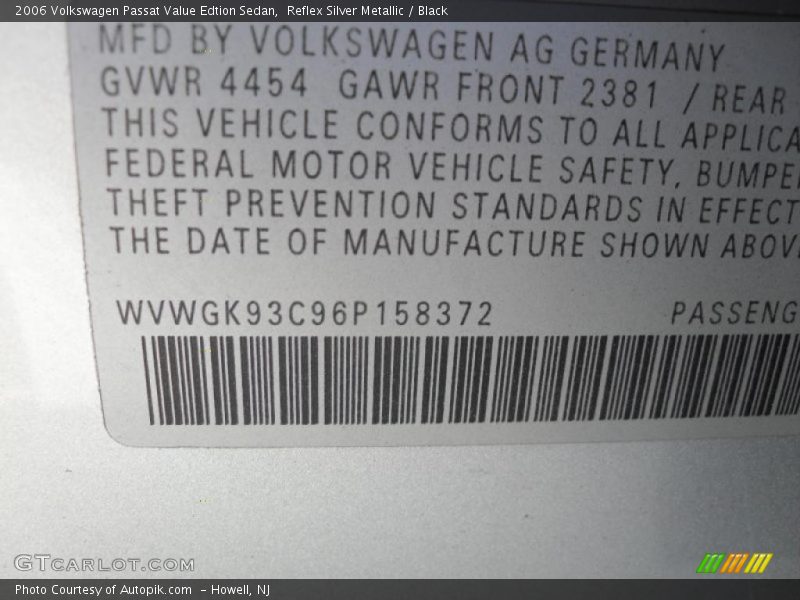 2006 Volkswagen Passat Value Edtion Sedan,  Reflex Silver Metallic / Black
MFD BY VOLKSWAGEN AG GERMANY
GVWR 4454 GAWR FRONT 2381 / REAR
THIS VEHICLE CONFORMS TO ALL APPLICA
FEDERAL MOTOR VEHICLE SAFETY, BUMPE
THEFT PREVENTION STANDARDS IN EFFECT
THE DATE OF MANUFACTURE SHOWN ABOV
WVWGK93C96P158372 PASSENG
GTCARLOT.COM
Photo Courtesy of Autopik.com  - Howell, NJ